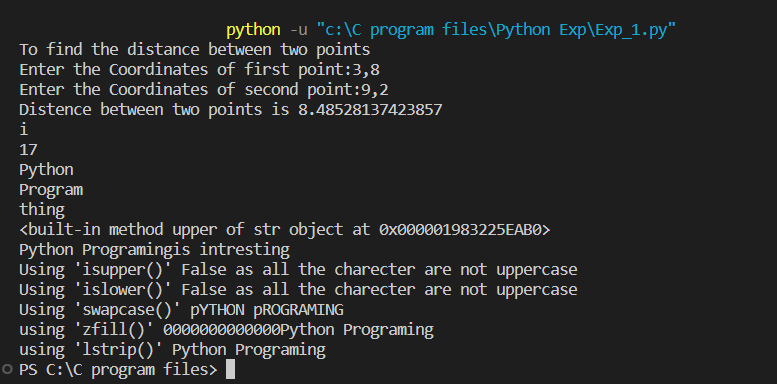 python -u "c:\C program files\Python Exp\Exp_1.py"
To find the distance between two points
Enter the Coordinates of first point:3,8
Enter the Coordinates of second point:9,2
Distence between two points is 8.48528137423857
i
17
Python
Program
thing
<built-in method upper of str object at 0x000001983225EAB0>
Python Programingis intresting
Using 'isupper()' False as all the charecter are not uppercase
Using 'islower()' False as all the charecter are not uppercase
Using 'swapcase()' pYTHON pROGRAMING
using 'zfill()' 0000000000000Python Programing
using 'lstrip()' Python Programing
PS C:\C program files>